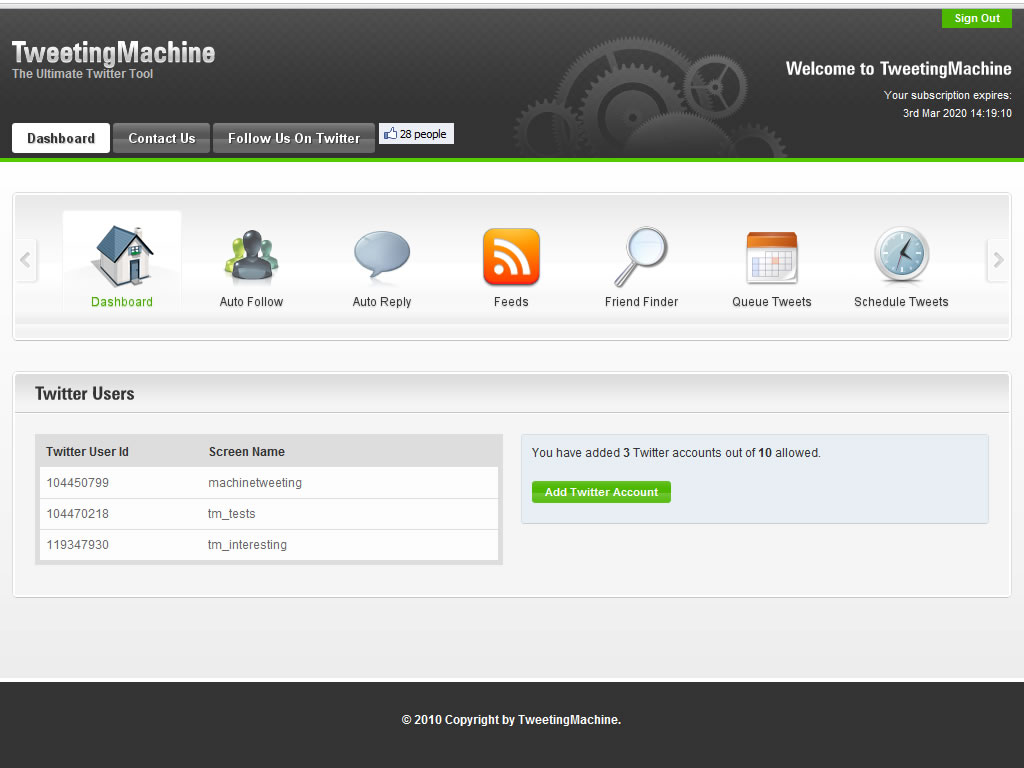 Sign Out
TweetingMachine
The Ultimate Twitter Tool
Welcome to TweetingMachine
Your subscription expires:
3rd Mar 2020 14:19:10
Dashboard Contact Us Follow Us On Twitter 28 people
Dashboard Auto Follow Auto Reply Feeds Friend Finder Queue Tweets Schedule Tweets
Twitter Users
Twitter User Id Screen Name
104450799 machinetweeting
104470218 tm_tests
119347930 tm_interesting
You have added 3 Twitter accounts out of 10 allowed.
Add Twitter Account
© 2010 Copyright by TweetingMachine.